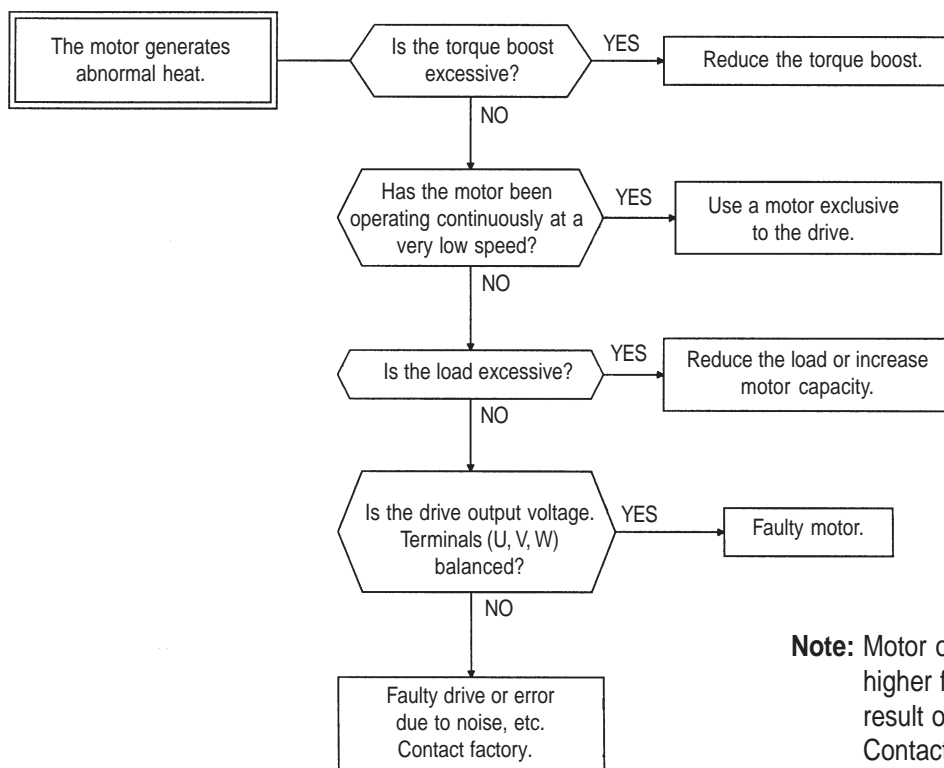 The motor generates
abnormal heat.
Is the torque boost
excessive?
YES
Reduce the torque boost.
NO
Has the motor been
operating continuously at a
very low speed?
YES
Use a motor exclusive
to the drive.
NO
Is the load excessive?
YES
Reduce the load or increase
motor capacity.
NO
Is the drive output voltage.
Terminals (U, V, W)
balanced?
YES
Faulty motor.
NO
Faulty drive or error
due to noise, etc.
Contact factory.
Note: Motor
higher
result
Contact